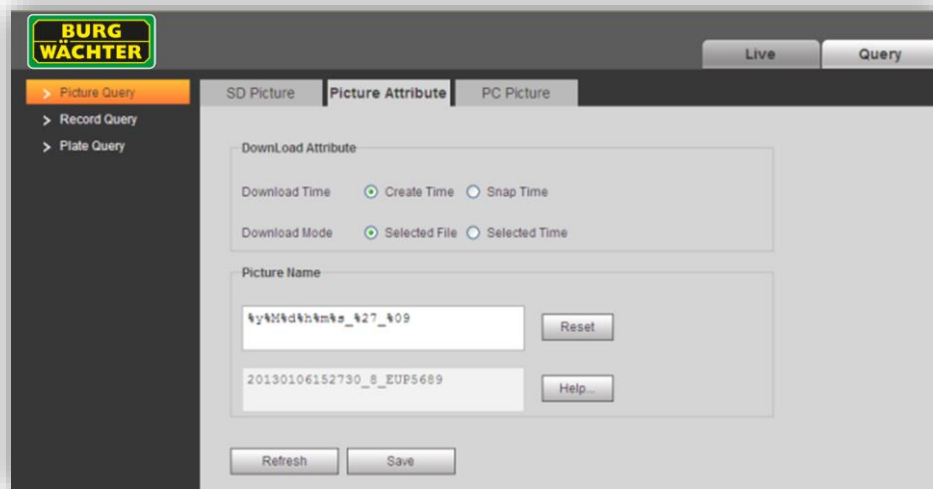 BURG
WÄCHTER
Live Query
> Picture Query
> Record Query
> Plate Query
SD Picture Picture Attribute PC Picture
DownLoad Attribute
Download Time Create Time Snap Time
Download Mode Selected File Selected Time
Picture Name
%y%M%d%h%m%s_%27_%09
Reset
20130106152730_8_EUP5689
Help...
Refresh Save